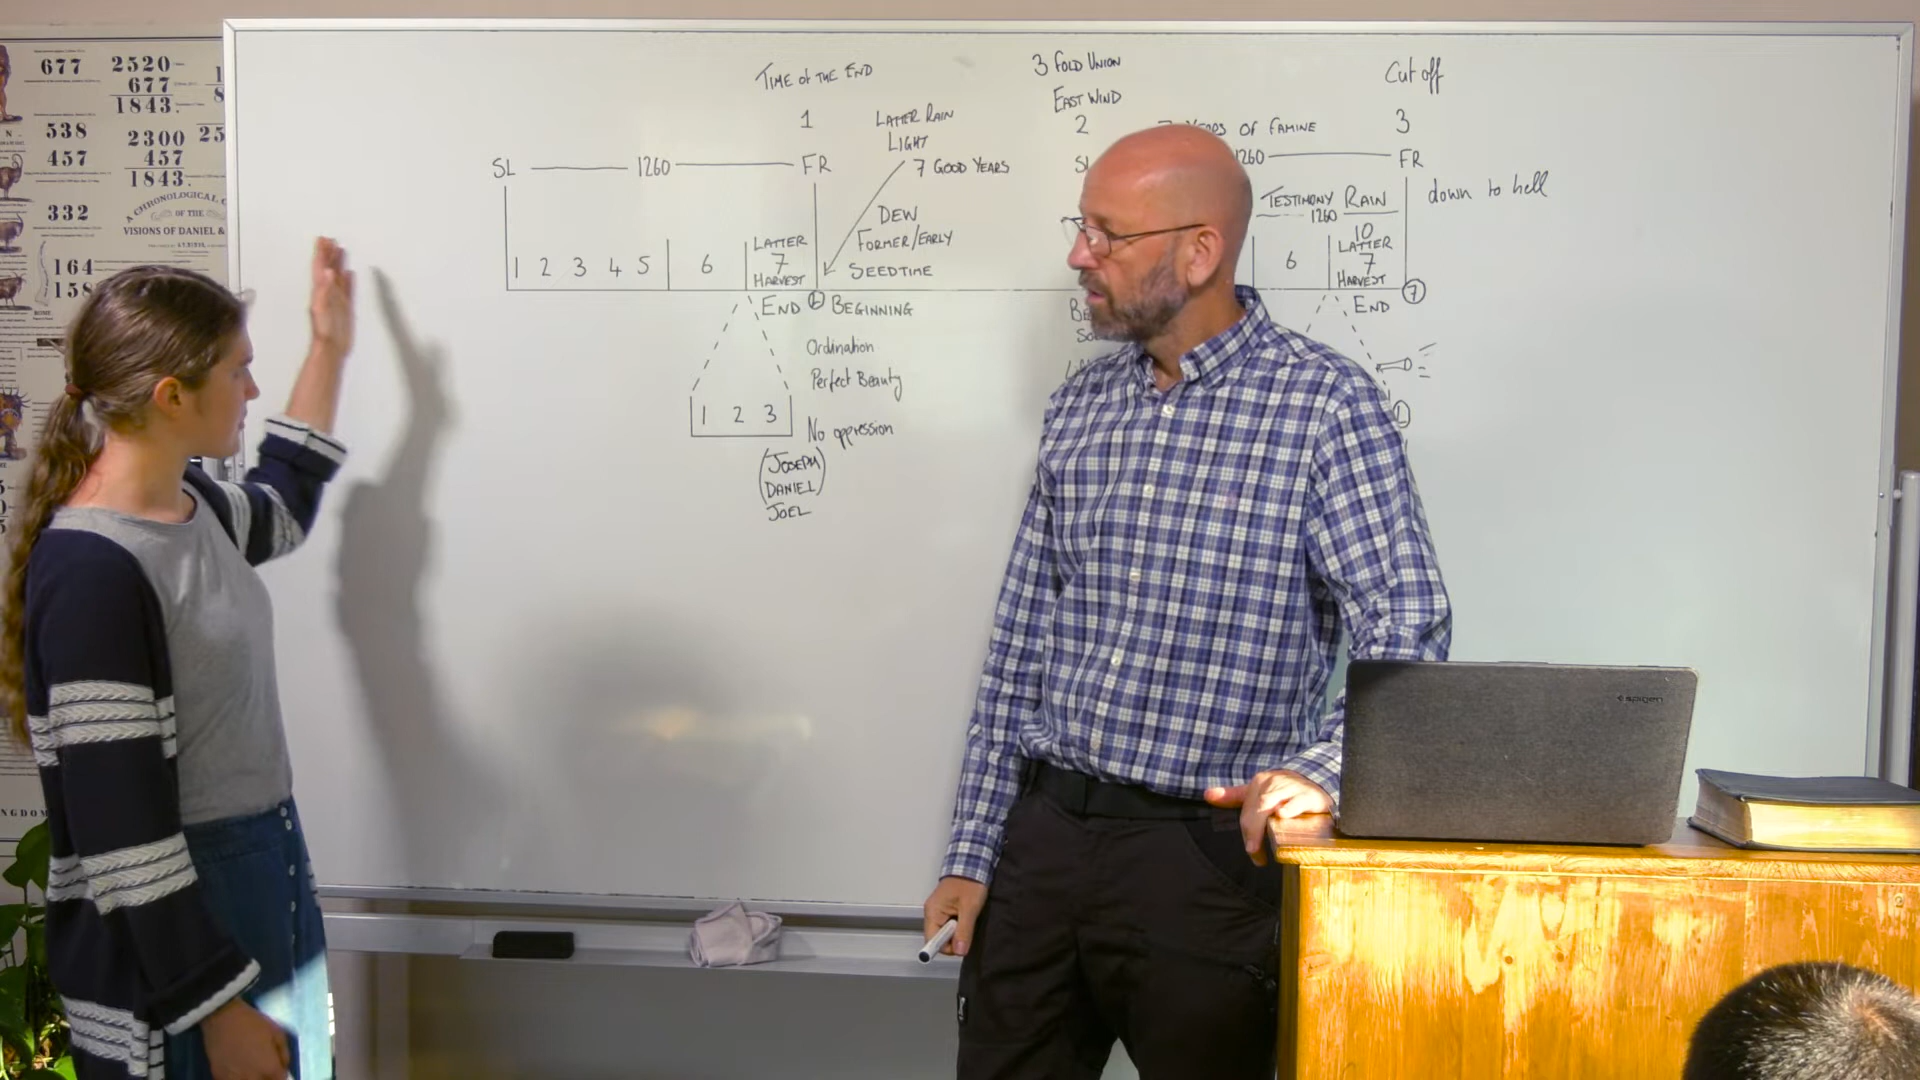 677
2520
677
1843.
538
457
2300
457
1843.
332
A CHRONOLOGICAL
OF THE
VISIONS OF DANIEL &
164
158
TIME OF THE END
3 FOLD UNION
EAST WIND
Cut off
1
LATTER RAIN
LIGHT
7 GOOD YEARS
2
YEARS OF FAMINE
3
SL 1260 FR
1260 FR
TESTIMONY RAIN
1260
down to hell
DEW
FORMER/EARLY
SEEDTIME
1 2 3 4 5 6
LATTER
7
HARVEST
6
10
LATTER
7
HARVEST
END
BEGINNING
END
7
Ordination
Perfect Beauty
No oppression
1 2 3
(JOSEPH
DANIEL)
JOEL
spigen